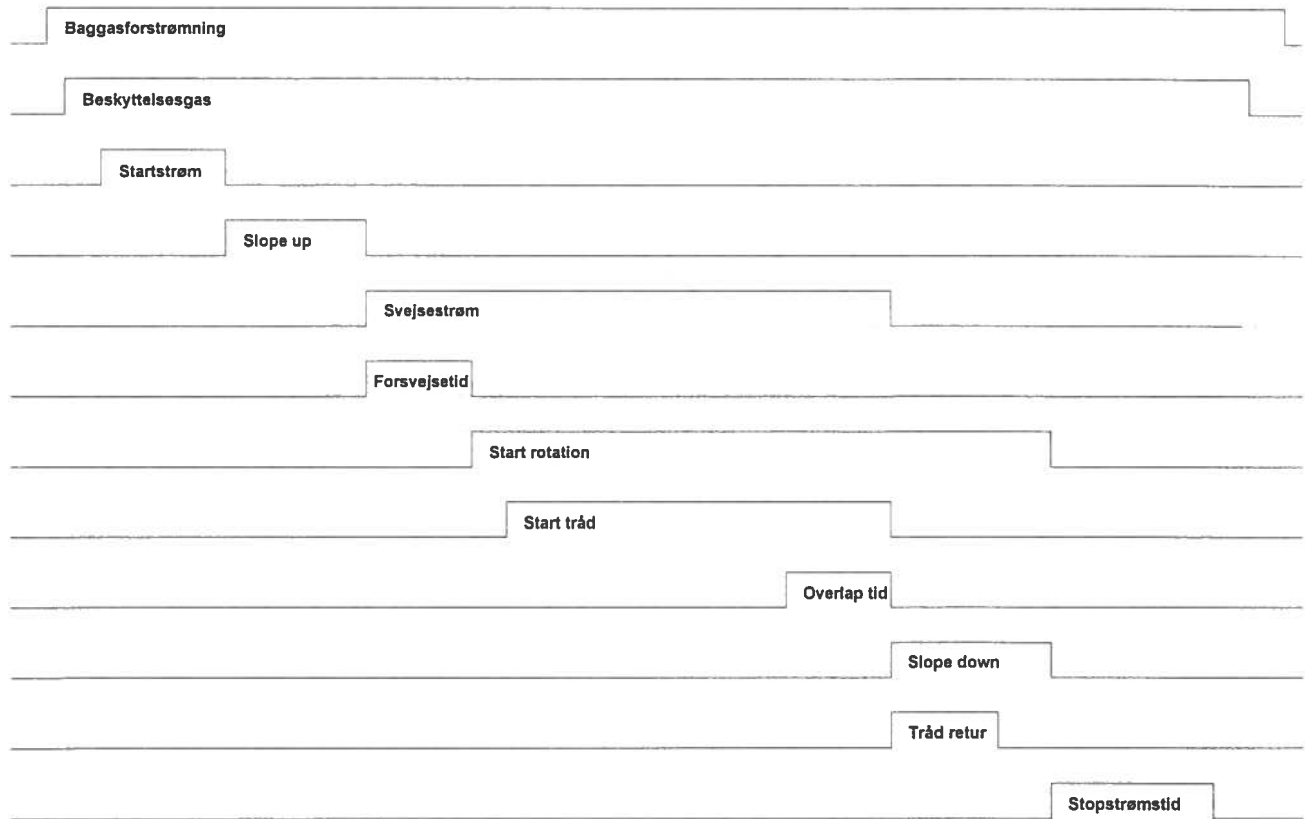 Baggasforstrømning
Beskyttelsesgas
Startstrøm
Slope up
Svejsestrøm
Forsvejsetid
Start rotation
Start tråd
Overlap tid
Slope down
Tråd retur
Stopstrømstid